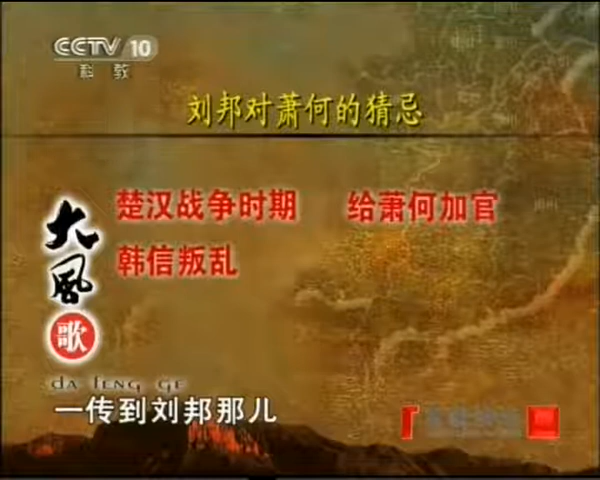 CCTV 10
科教
刘邦对萧何的猜忌
楚汉战争时期 给萧何加官
韩信叛乱
大风歌
DA FENG GE
一传到刘邦那儿